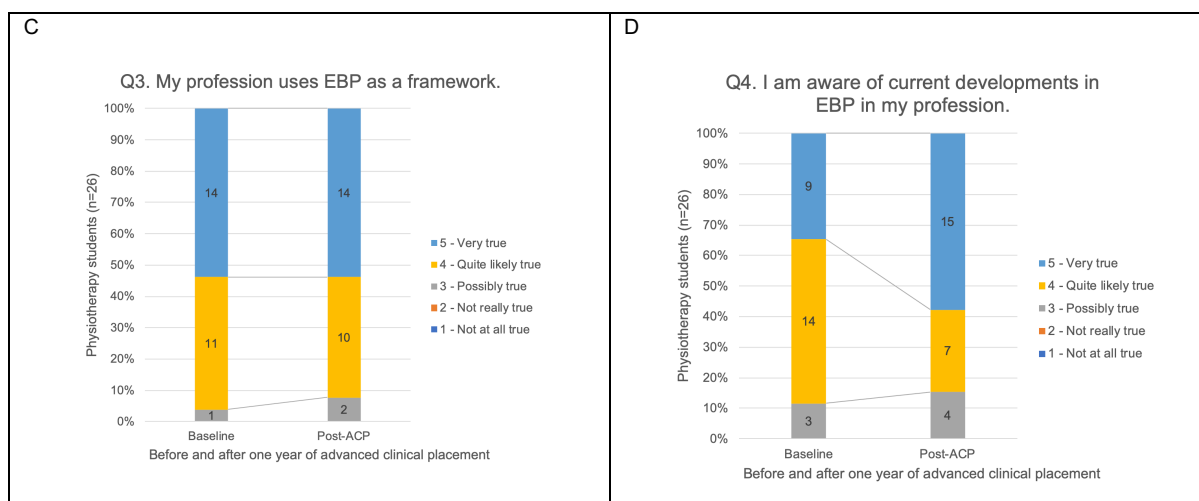 C
Q3. My profession uses EBP as a framework.
100%
90%
80%
70%
60%
50%
40%
30%
20%
10%
0%
Physiotherapy students (n=26)
14
11
1
14
10
2
Baseline
Post-ACP
Before and after one year of advanced clinical placement
5 - Very true
4 - Quite likely true
3 - Possibly true
2 - Not really true
1 - Not at all true
D
Q4. I am aware of current developments in
EBP in my profession.
100%
90%
80%
70%
60%
50%
40%
30%
20%
10%
0%
Physiotherapy students (n=26)
9
14
3
15
7
4
Baseline
Post-ACP
Before and after one year of advanced clinical placement
5 - Very true
4 - Quite likely true
3 - Possibly true
2 - Not really true
1 - Not at all true